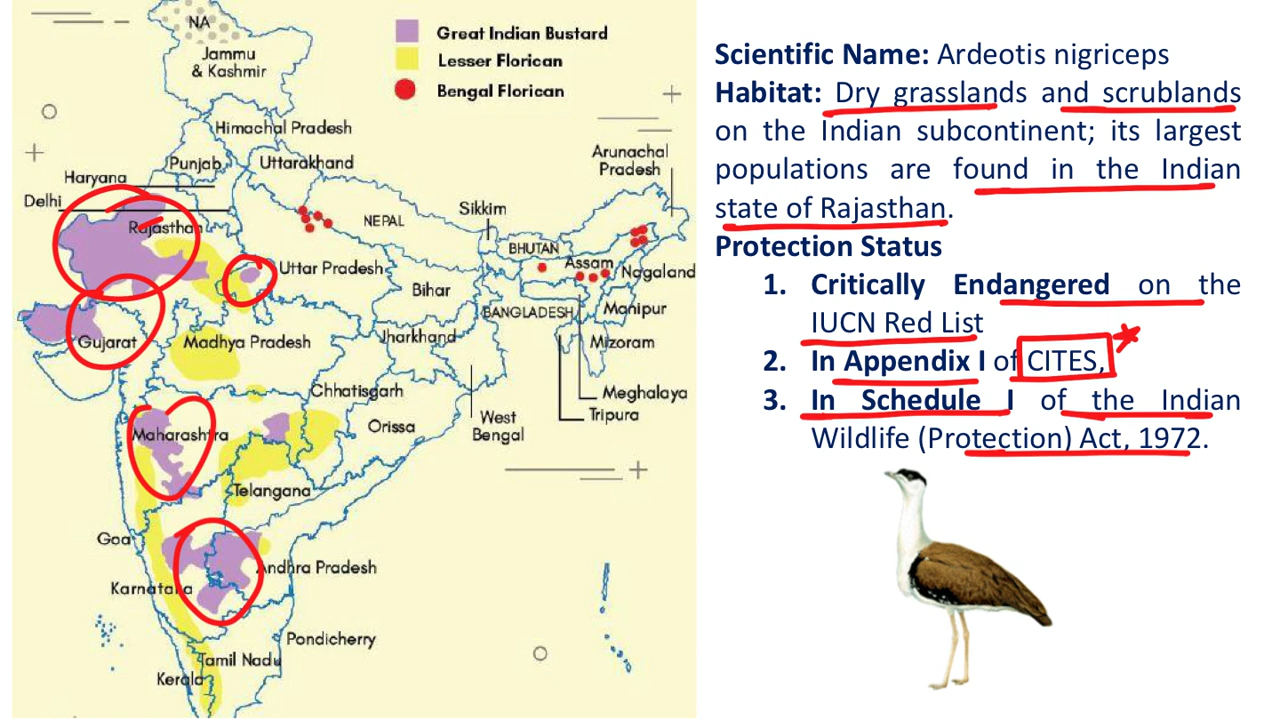 NA
Jammu
& Kashmir
Great Indian Bustard
Lesser Florican
Bengal Florican
Himachal Pradesh
Punjab
Uttarakhand
Haryana
Delhi
Arunachal
Pradesh
Rajasthan
NEPAL
Sikkim
BHUTAN
Assam
Nagaland
Uttar Pradesh
Bihar
BANGLADESH
Manipur
Gujarat
Madhya Pradesh
Jharkhand
Mizoram
Chhatisgarh
Meghalaya
Tripura
West
Bengal
Orissa
Maharashtra
Telangana
Goa
Andhra Pradesh
Karnataka
Pondicherry
Tamil Nadu
Kerala
Scientific Name: Ardeotis nigriceps
Habitat: Dry grasslands and scrublands
on the Indian subcontinent; its largest
populations are found in the Indian
state of Rajasthan.
Protection Status
1. Critically Endangered on the
IUCN Red List
2. In Appendix I of CITES,
3. In Schedule I of the Indian
Wildlife (Protection) Act, 1972.